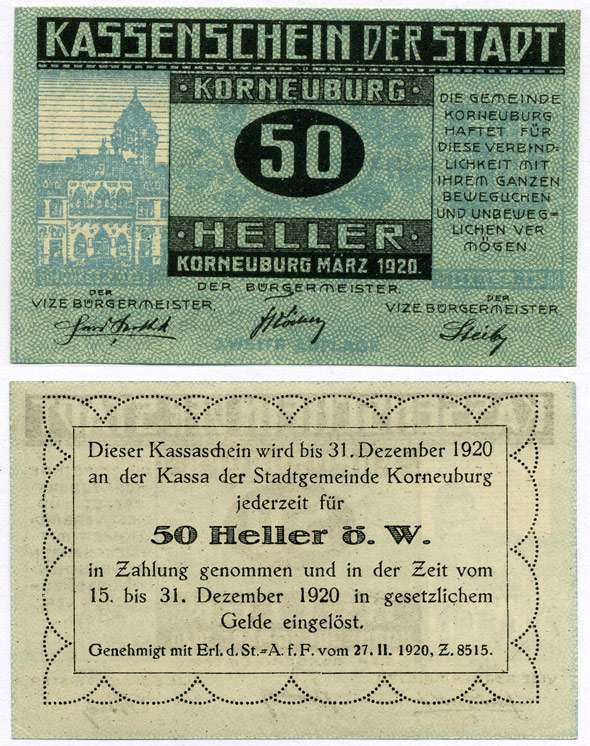 KASSENSCHEIN DER STADT
· KORNEUBURG ·
50
· HELLER ·
KORNEUBURG MÄRZ 1920.
DIE GEMEINDE
KORNEUBURG
HAFTET FÜR
DIESE VERBIND-
LICHKEIT MIT
IHREM GANZEN
BEWEGLICHEN
UND UNBEWEG=
LICHEN VER
MÖGEN.
DER
VIZE BÜRGERMEISTER
DER BÜRGERMEISTER.
DER
VIZE BÜRGERMEISTER
ZWEITE AUFLAGE
Dieser Kassaschein wird bis 31. Dezember 1920
an der Kassa der Stadtgemeinde Korneuburg
jederzeit für
50 Heller ö. W.
in Zahlung genommen und in der Zeit vom
15. bis 31. Dezember 1920 in gesetzlichem
Gelde eingelöst.
Genehmigt mit Erl. d. St.=A. f. F. vom 27. II. 1920, Z. 8515.